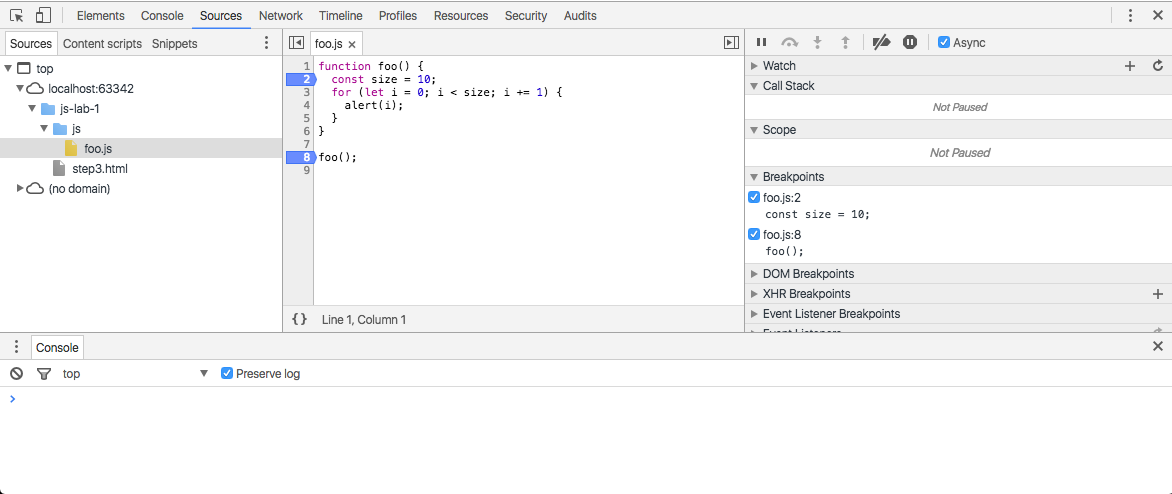 Elements Console Sources Network Timeline Profiles Resources Security Audits
Sources Content scripts Snippets
foo.js
Async
top
localhost:63342
js-lab-1
js
foo.js
step3.html
(no domain)
1 function foo() {
2 const size = 10;
3 for (let i = 0; i < size; i += 1) {
4 alert(i);
5 }
6 }
7
8 foo();
9
{} Line 1, Column 1
Watch
Call Stack
Not Paused
Scope
Not Paused
Breakpoints
foo.js:2
const size = 10;
foo.js:8
foo();
DOM Breakpoints
XHR Breakpoints
Event Listener Breakpoints
Event Listeners
Console
top Preserve log